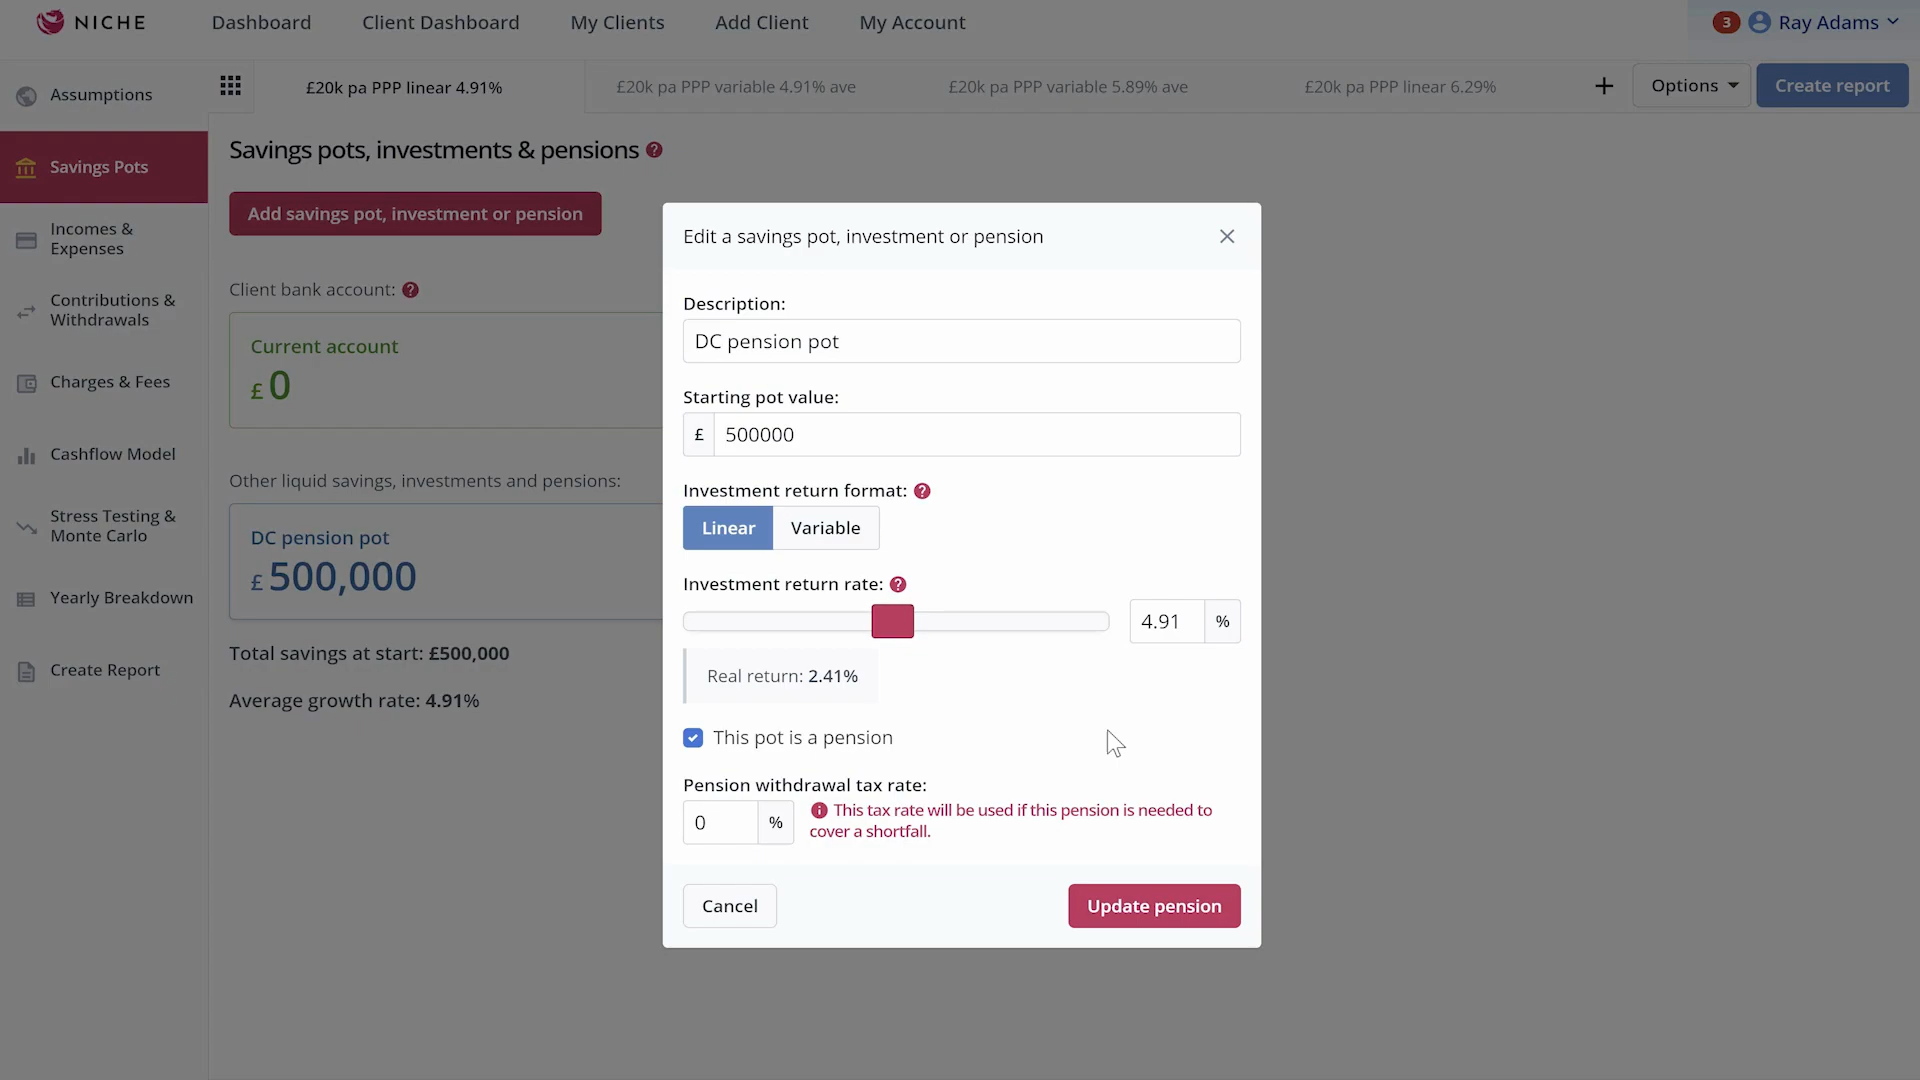 NICHE
Dashboard
Client Dashboard
My Clients
Add Client
My Account
3
Ray Adams
Assumptions
£20k pa PPP linear 4.91%
£20k pa PPP variable 4.91% ave
£20k pa PPP variable 5.89% ave
£20k pa PPP linear 6.29%
+
Options
Create report
Savings Pots
Incomes &
Expenses
Contributions &
Withdrawals
Charges & Fees
Cashflow Model
Stress Testing &
Monte Carlo
Yearly Breakdown
Create Report
Savings pots, investments & pensions ?
Add savings pot, investment or pension
Client bank account: ?
Current account
£ 0
Other liquid savings, investments and pensions:
DC pension pot
£ 500,000
Total savings at start: £500,000
Average growth rate: 4.91%
Edit a savings pot, investment or pension
Description:
DC pension pot
Starting pot value:
£ 500000
Investment return format: ?
Linear
Variable
Investment return rate: ?
4.91 %
Real return: 2.41%
This pot is a pension
Pension withdrawal tax rate:
0 %
This tax rate will be used if this pension is needed to
cover a shortfall.
Cancel
Update pension